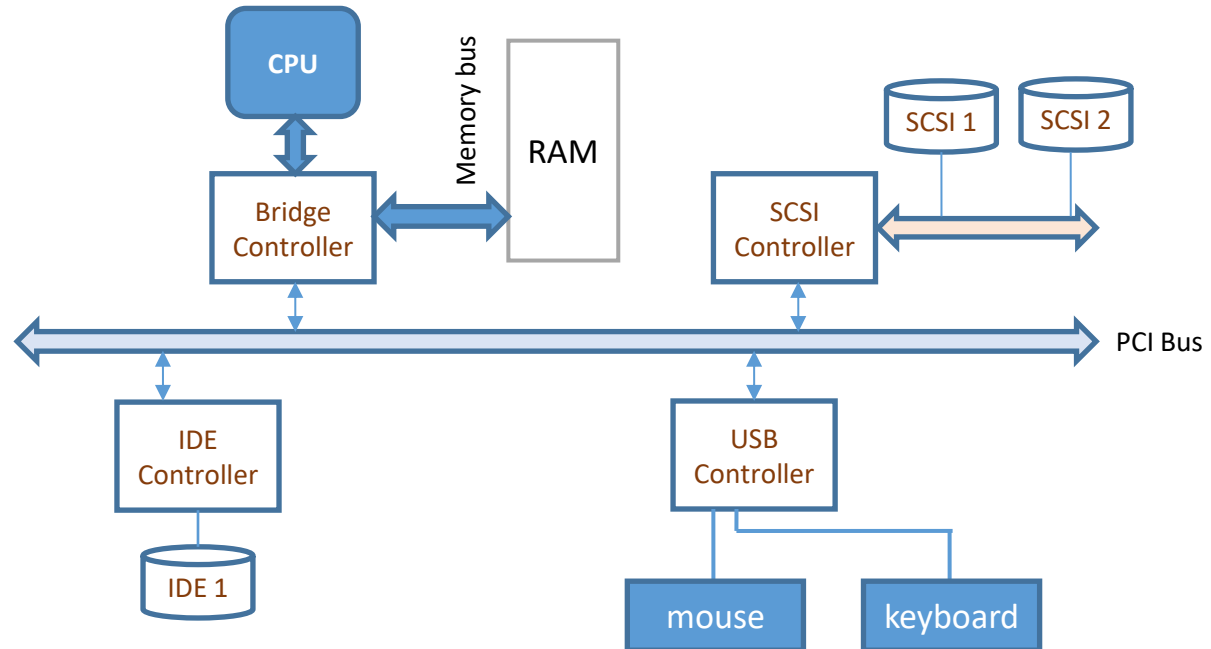 CPU
Memory bus
RAM
SCSI 1
SCSI 2
Bridge
Controller
SCSI
Controller
PCI Bus
IDE
Controller
USB
Controller
IDE 1
mouse
keyboard